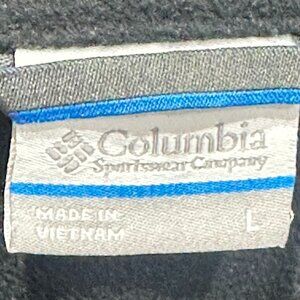 Columbia
Sportswear Company
MADE IN
VIETNAM
L